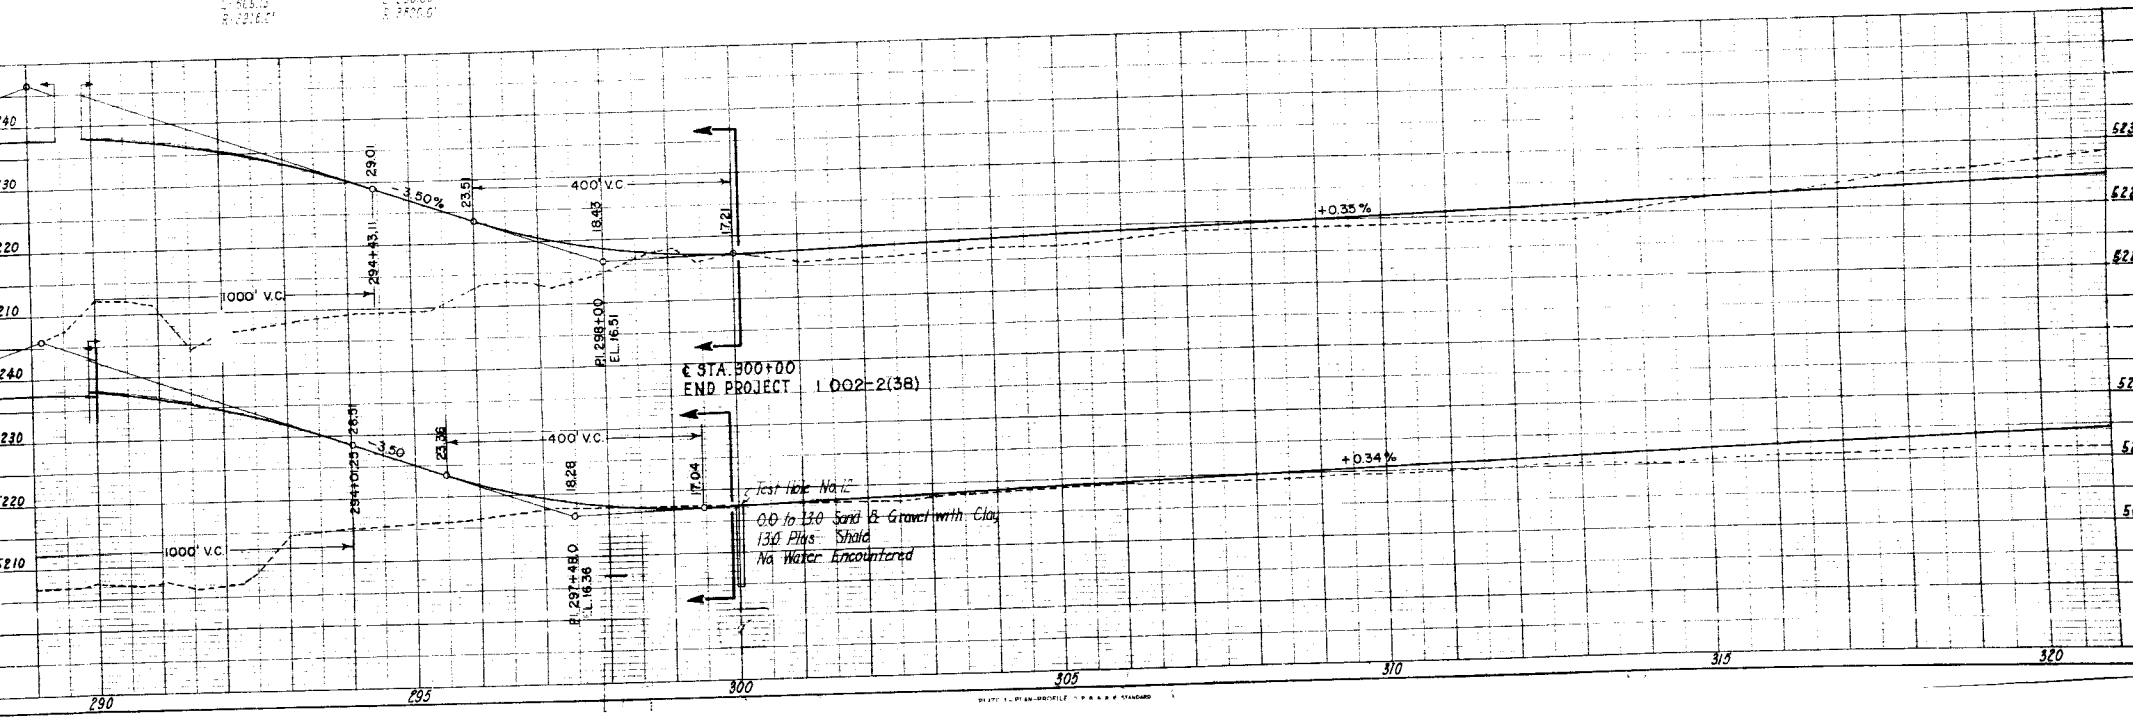 R=2216.2'
240
230
220
210
29.01
-3.50%
294+43.11
1000' V.C.
23.51
400' V.C.
18.43
17.21
P.I. 298+00
EL. 16.51
+0.35%
℄ STA. 300+00
END PROJECT I 002-2(38)
240
230
220
5210
28.51
-3.50
294+01.25
1000' V.C.
23.36
400' V.C.
18.28
17.04
P.I. 297+48.0
EL. 16.36
+0.34%
Test Hole No. 12
0.0 to 13.0 Sand & Gravel with Clay
13.0 Plus Shale
No Water Encountered
290
295
300
305
310
315
320